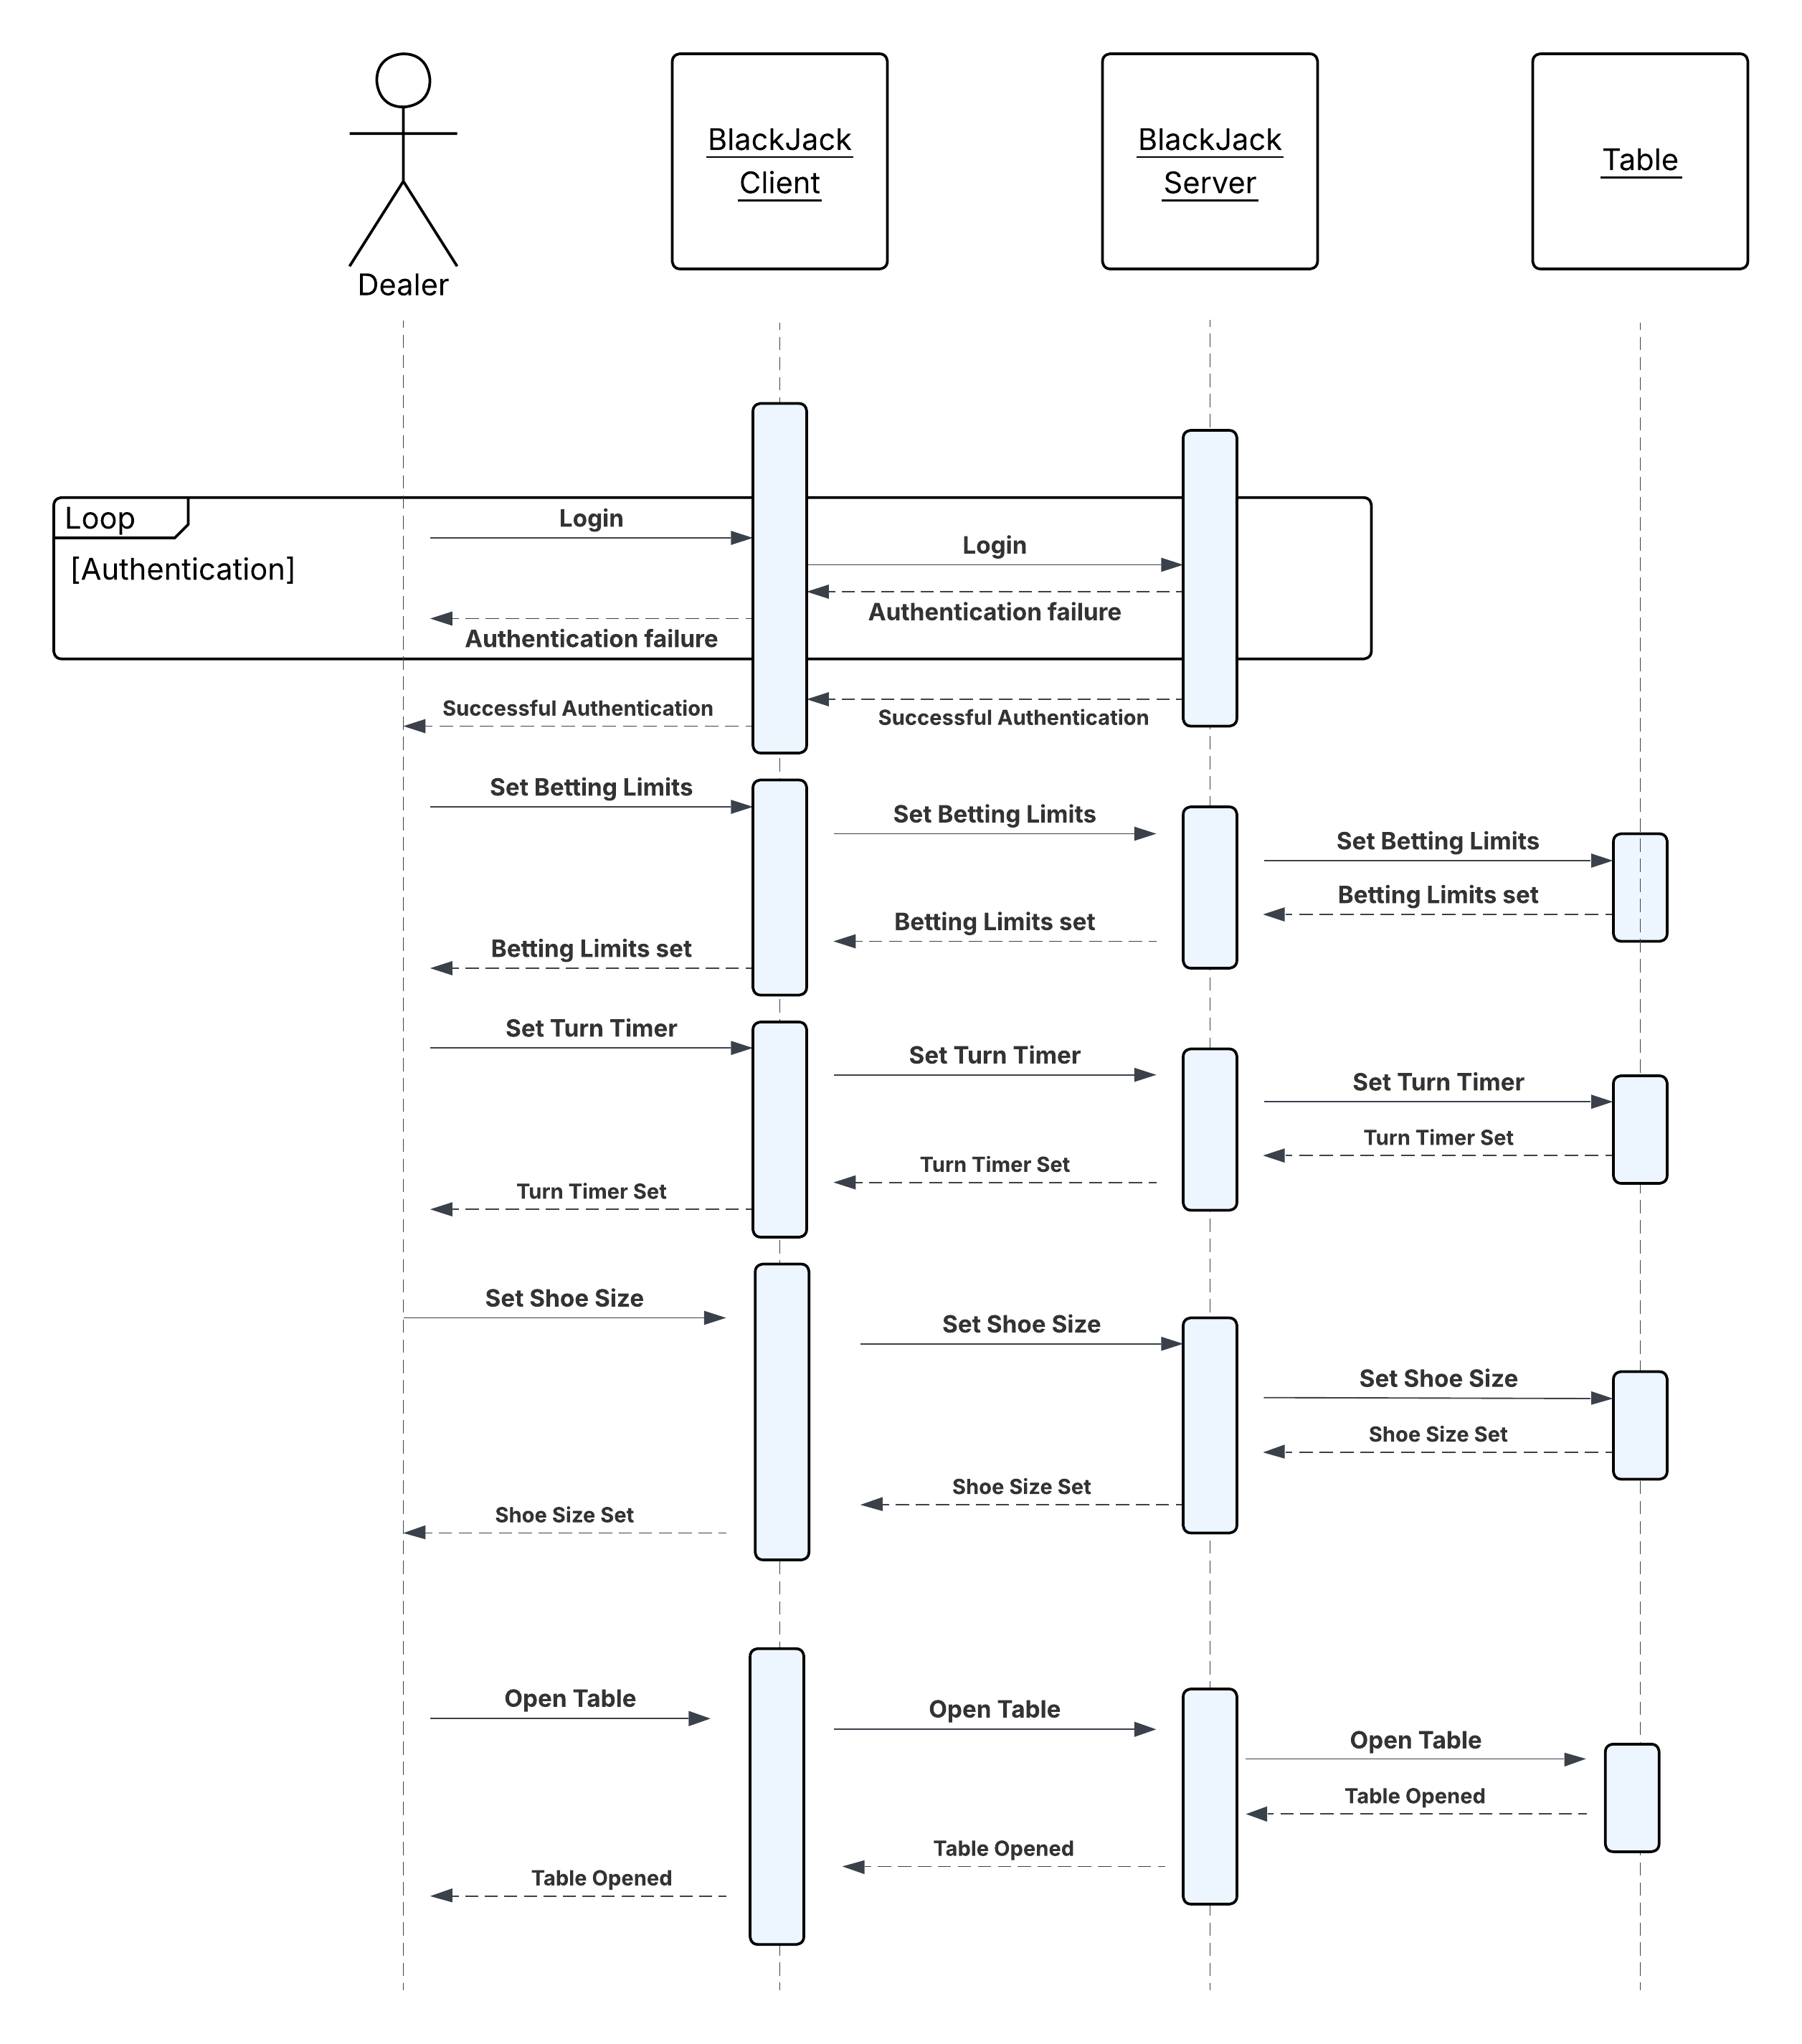 BlackJack
Client
BlackJack
Server
Table
Dealer
Loop
[Authentication]
Login
Login
Authentication failure
Authentication failure
Successful Authentication
Successful Authentication
Set Betting Limits
Set Betting Limits
Set Betting Limits
Betting Limits set
Betting Limits set
Betting Limits set
Set Turn Timer
Set Turn Timer
Set Turn Timer
Turn Timer Set
Turn Timer Set
Turn Timer Set
Set Shoe Size
Set Shoe Size
Set Shoe Size
Shoe Size Set
Shoe Size Set
Shoe Size Set
Open Table
Open Table
Open Table
Table Opened
Table Opened
Table Opened